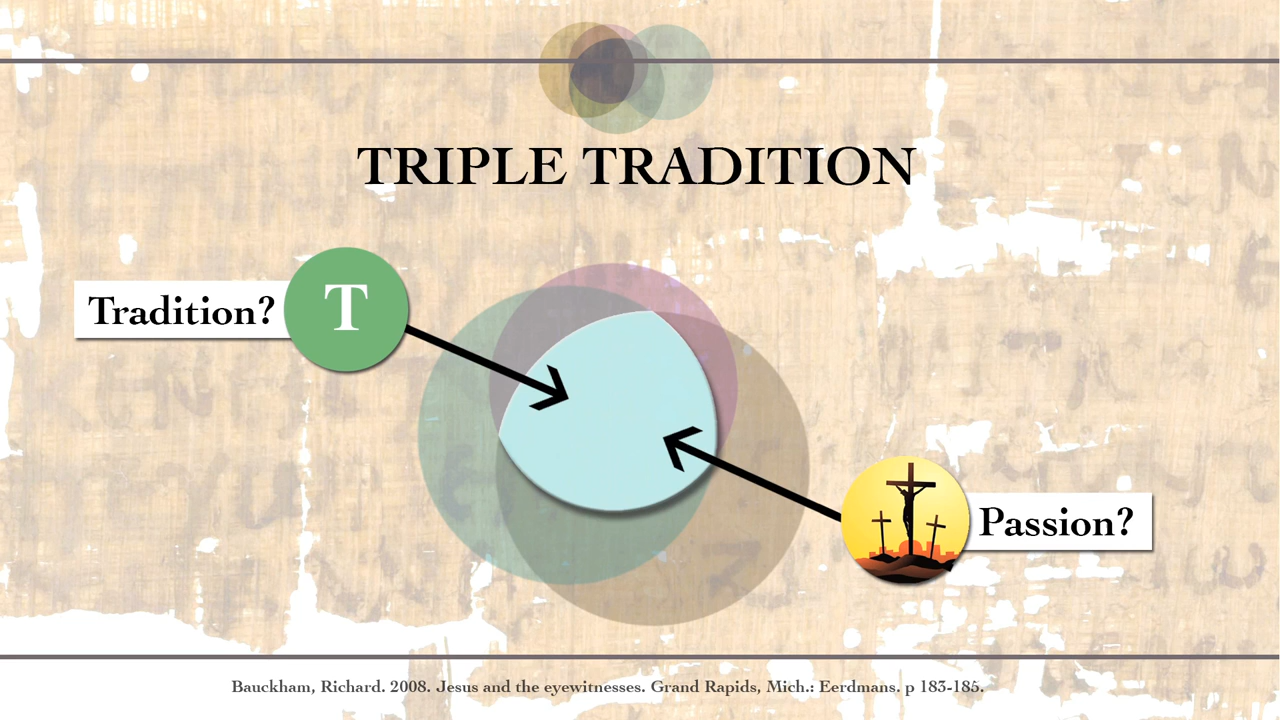 TRIPLE TRADITION
Tradition?
T
Passion?
Bauckham, Richard. 2008. Jesus and the eyewitnesses. Grand Rapids, Mich.: Eerdmans. p 183-185.